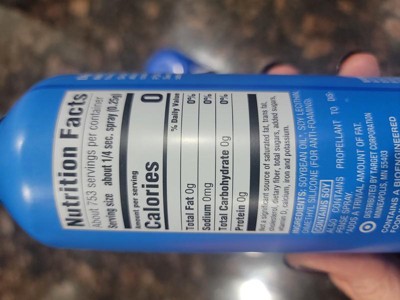 Nutrition Facts
About 753 servings per container
Serving size about 1/4 sec. spray (0.25g)
Amount per serving
Calories 0
% Daily Value
Total Fat 0g 0%
Sodium 0mg 0%
Total Carbohydrate 0g 0%
Protein 0g
Not a significant source of saturated fat, trans fat,
cholesterol, dietary fiber, total sugars, added sugars,
vitamin D, calcium, iron and potassium.
INGREDIENTS: SOYBEAN OIL*, SOY LECITHIN,
DIMETHYL SILICONE (FOR ANTI-FOAMING),
PROPELLANT
CONTAINS SOY
*ADDS A TRIVIAL AMOUNT OF FAT.
DISTRIBUTED BY TARGET CORPORATION
MINNEAPOLIS, MN 55403
CONTAINS A BIOENGINEERED